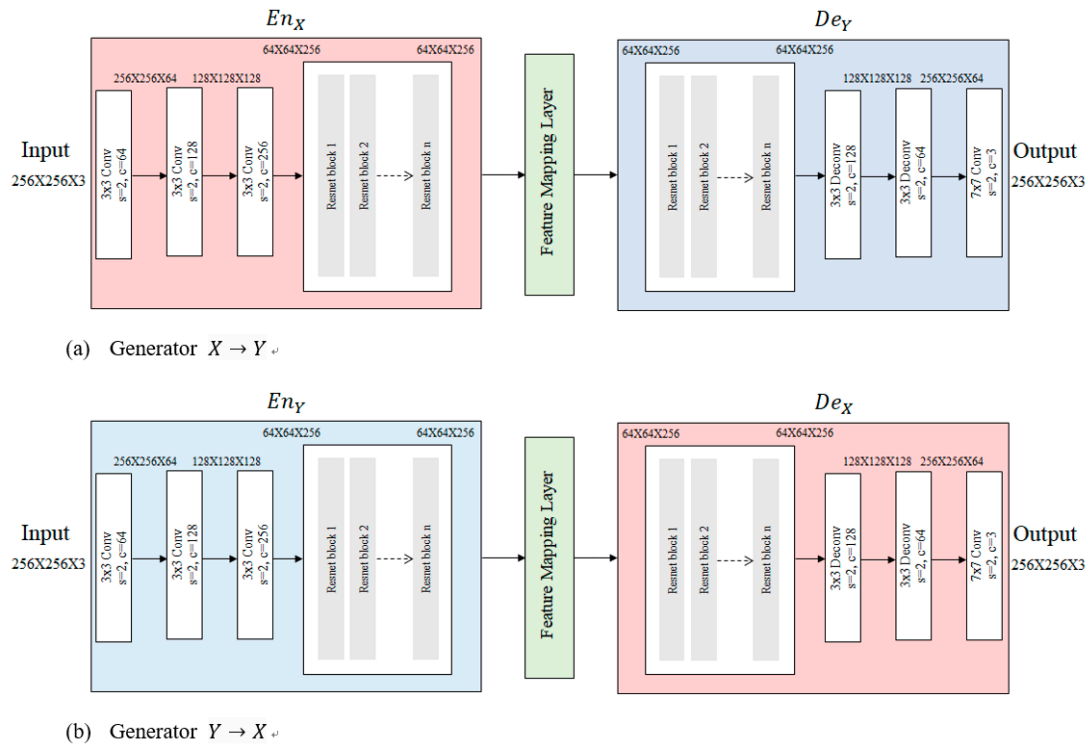 En_X
De_Y
64X64X256
64X64X256
64X64X256
64X64X256
256X256X64
128X128X128
128X128X128
256X256X64
Input
256X256X3
3x3 Conv
s=2, c=64
3x3 Conv
s=2, c=128
3x3 Conv
s=2, c=256
Resnet block 1
Resnet block 2
Resnet block n
Feature Mapping Layer
Resnet block 1
Resnet block 2
Resnet block n
3x3 Deconv
s=2, c=128
3x3 Deconv
s=2, c=64
7x7 Conv
s=2, c=3
Output
256X256X3
(a) Generator X → Y
En_Y
De_X
64X64X256
64X64X256
64X64X256
64X64X256
256X256X64
128X128X128
128X128X128
256X256X64
Input
256X256X3
3x3 Conv
s=2, c=64
3x3 Conv
s=2, c=128
3x3 Conv
s=2, c=256
Resnet block 1
Resnet block 2
Resnet block n
Feature Mapping Layer
Resnet block 1
Resnet block 2
Resnet block n
3x3 Deconv
s=2, c=128
3x3 Deconv
s=2, c=64
7x7 Conv
s=2, c=3
Output
256X256X3
(b) Generator Y → X